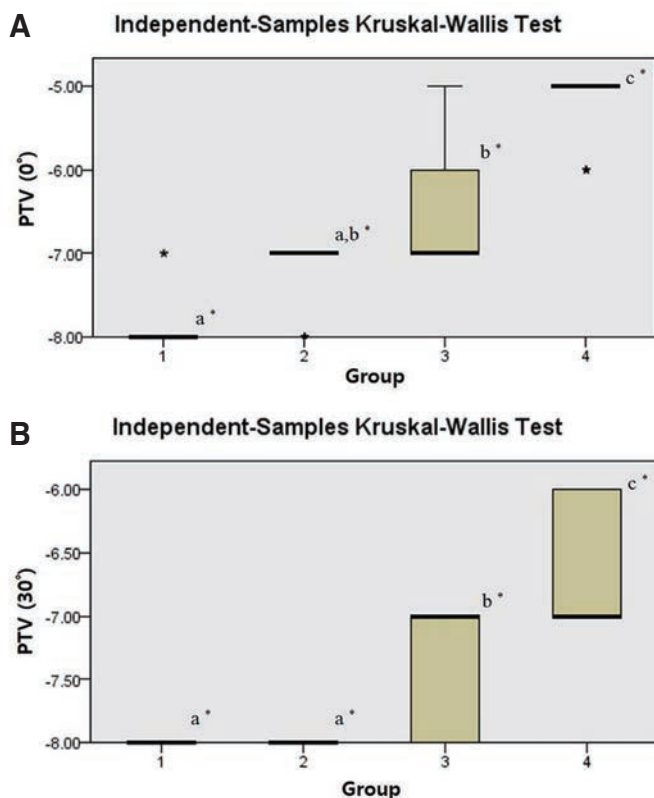 A
Independent-Samples Kruskal-Wallis Test
PTV (0°)
-5.00
-6.00
-7.00
-8.00
a *
a,b *
b *
c *
1 2 3 4
Group
B
Independent-Samples Kruskal-Wallis Test
PTV (30°)
-6.00
-6.50
-7.00
-7.50
-8.00
a *
a *
b *
c *
1 2 3 4
Group